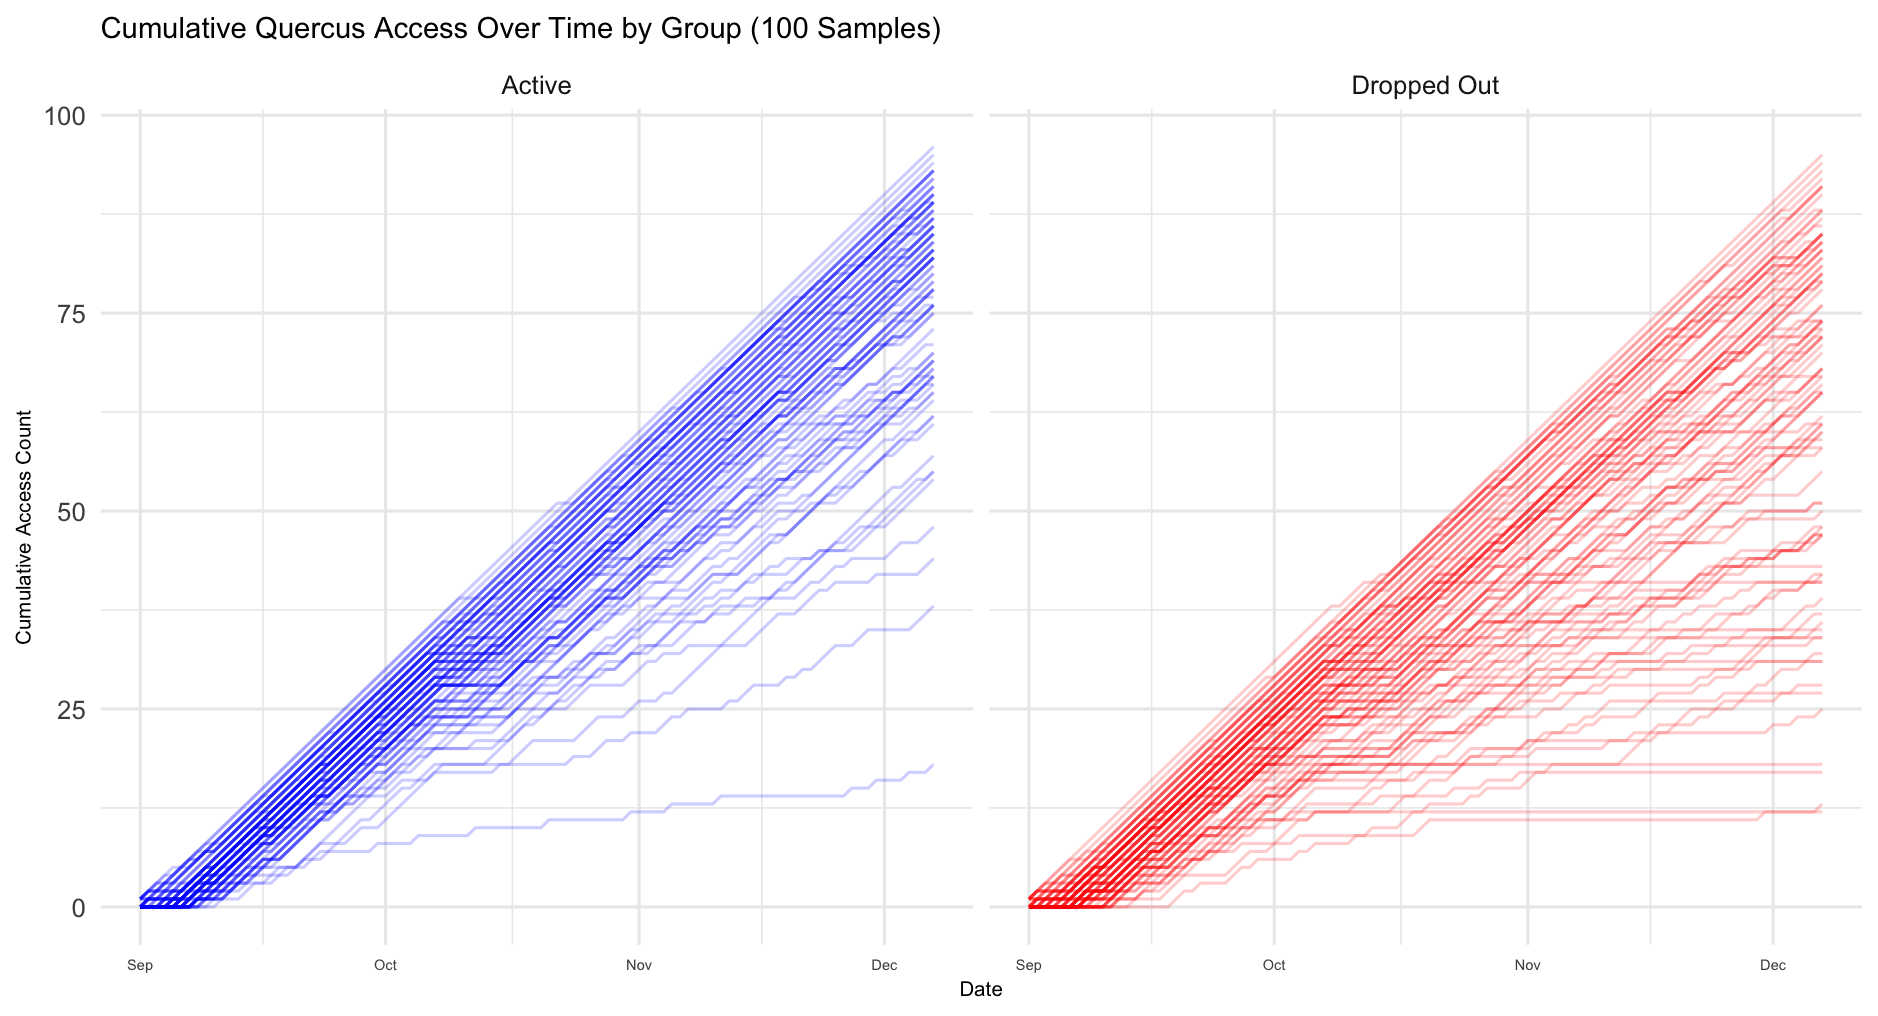 Cumulative Quercus Access Over Time by Group (100 Samples)
Active
Dropped Out
100
75
50
25
0
Cumulative Access Count
Sep Oct Nov Dec
Sep Oct Nov Dec
Date